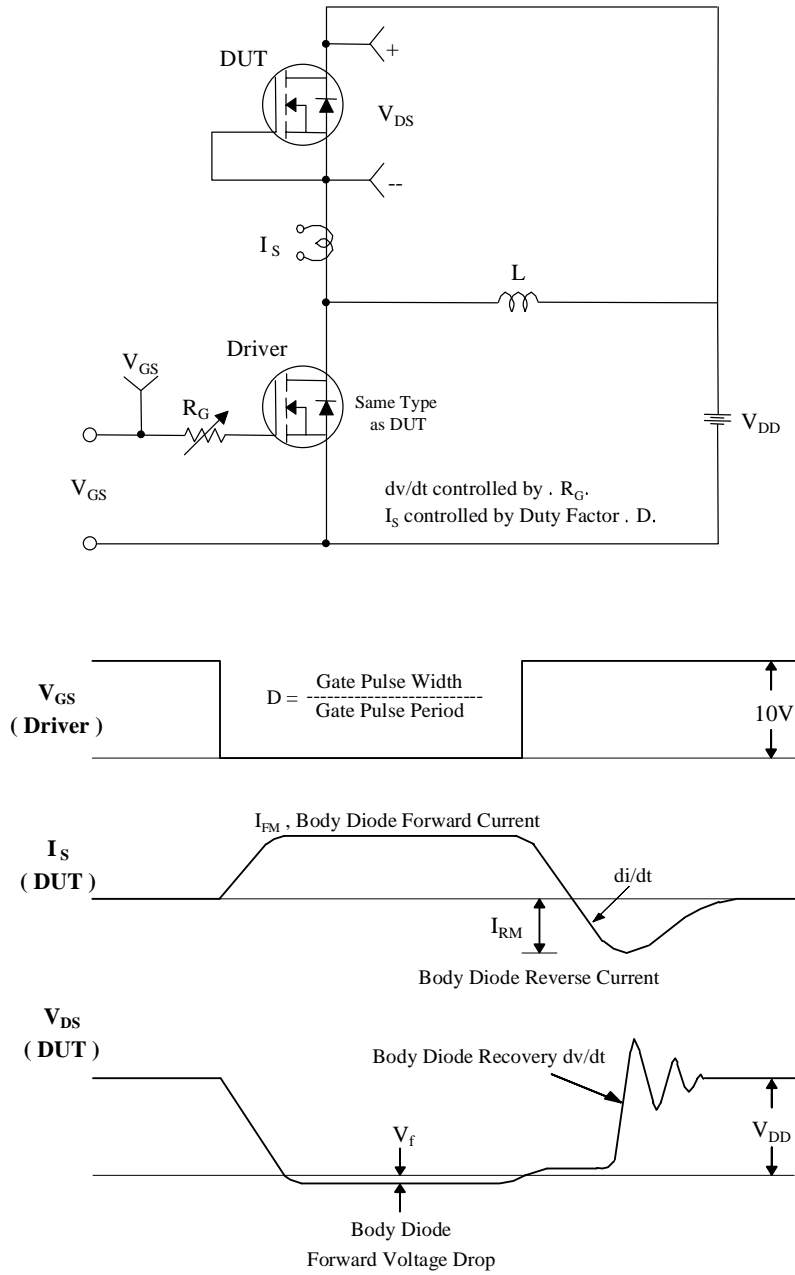 DUT
+
V_DS
--
I_S
L
Driver
V_GS
R_G
Same Type
as DUT
V_DD
V_GS
dv/dt controlled by . R_G.
I_S controlled by Duty Factor . D.
V_GS
( Driver )
D = Gate Pulse Width
--------------------------
Gate Pulse Period
10V
I_FM , Body Diode Forward Current
I_S
( DUT )
di/dt
I_RM
Body Diode Reverse Current
V_DS
( DUT )
Body Diode Recovery dv/dt
V_f
V_DD
Body Diode
Forward Voltage Drop